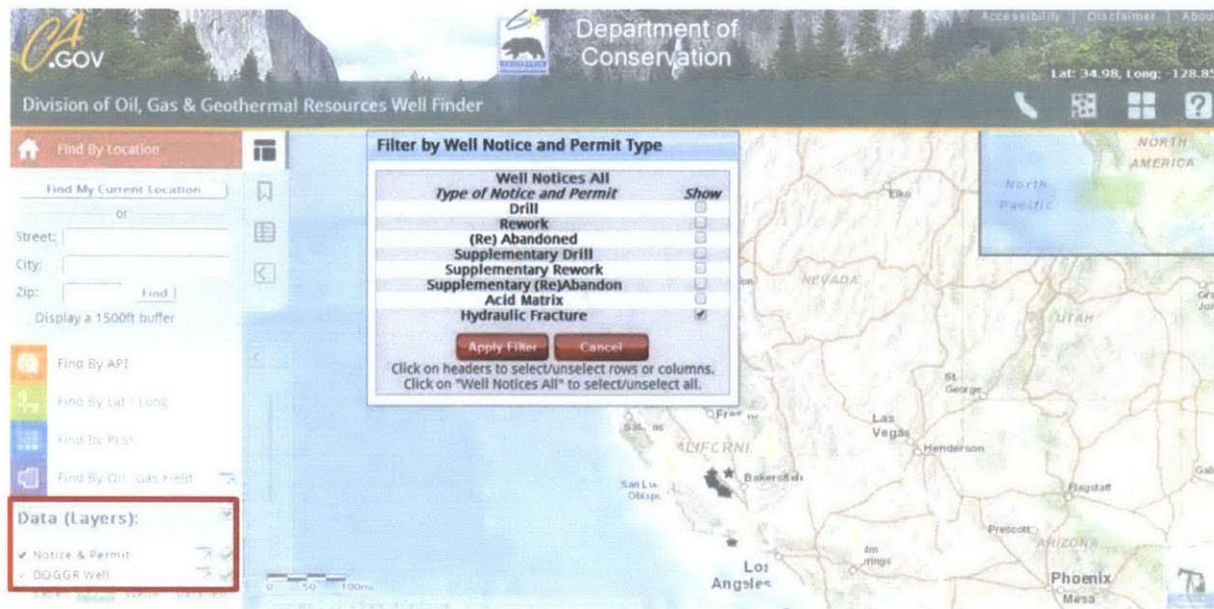 CA
.GOV
Department of
Conservation
Accessibility | Disclaimer | About
Lat: 34.98, Long: -128.85
Division of Oil, Gas & Geothermal Resources Well Finder
Find By Location
Find My Current Location
or
Street:
City:
Zip:
Find
Display a 1500ft buffer
Find By API
Find By Lat / Long
Find By PLSS
Find By Oil, Gas Field
Data (Layers):
Notice & Permit
DOGGR Well
Filter by Well Notice and Permit Type
Well Notices All
Type of Notice and Permit Show
Drill
Rework
(Re) Abandoned
Supplementary Drill
Supplementary Rework
Supplementary (Re)Abandon
Acid Matrix
Hydraulic Fracture
Apply Filter Cancel
Click on headers to select/unselect rows or columns.
Click on "Well Notices All" to select/unselect all.
NORTH
AMERICA
North
Pacific
Elko
NEVADA
UTAH
St.
George
Las
Vegas
Henderson
Bakersfield
San Luis
Obispo
Flagstaff
Prescott
ARIZONA
Los
Angeles
Phoenix
Mesa
0 50 100mi